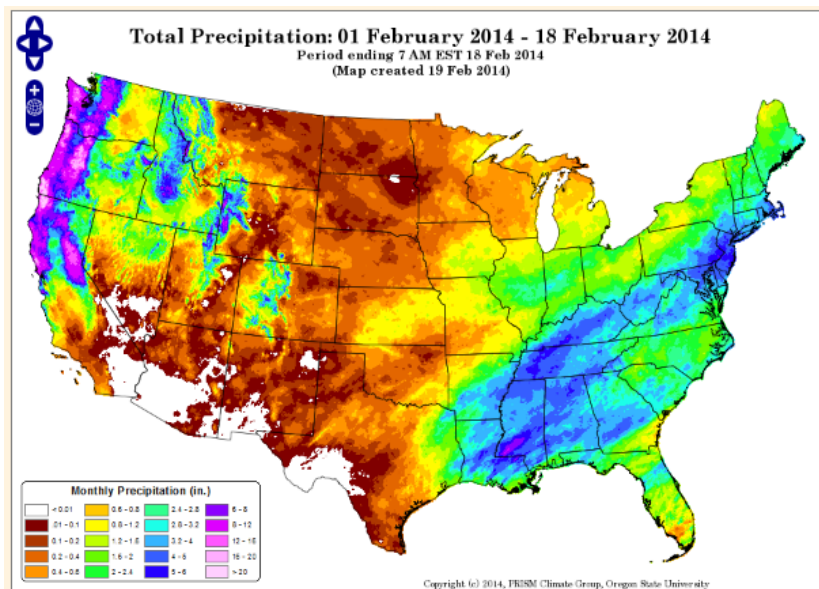 Total Precipitation: 01 February 2014 - 18 February 2014
Period ending 7 AM EST 18 Feb 2014
(Map created 19 Feb 2014)
Monthly Precipitation (in.)
<0.01
.01 - 0.1
0.1 - 0.2
0.2 - 0.4
0.4 - 0.6
0.6 - 0.8
0.8 - 1.2
1.2 - 1.6
1.6 - 2
2 - 2.4
2.4 - 2.8
2.8 - 3.2
3.2 - 4
4 - 5
5 - 6
6 - 8
8 - 12
12 - 15
15 - 20
> 20
Copyright (c) 2014, PRISM Climate Group, Oregon State University